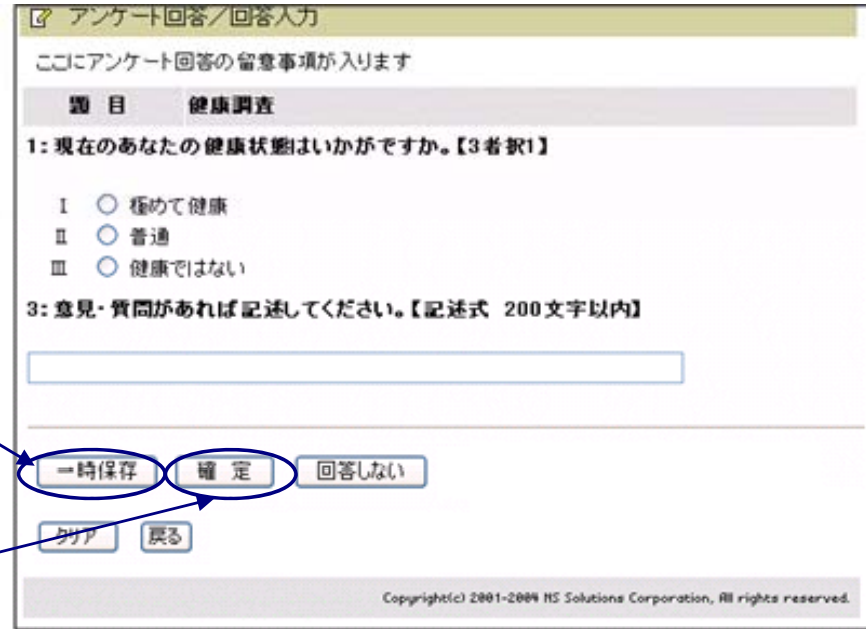 アンケート回答／回答入力
ここにアンケート回答の留意事項が入ります
題 目 健康調査
1: 現在のあなたの健康状態はいかがですか。【3者択1】
I 極めて健康
II 普通
III 健康ではない
3: 意見・質問があれば記述してください。【記述式 200文字以内】
一時保存 確 定 回答しない
クリア 戻る
Copyright(c) 2001-2004 NS Solutions Corporation, All rights reserved.